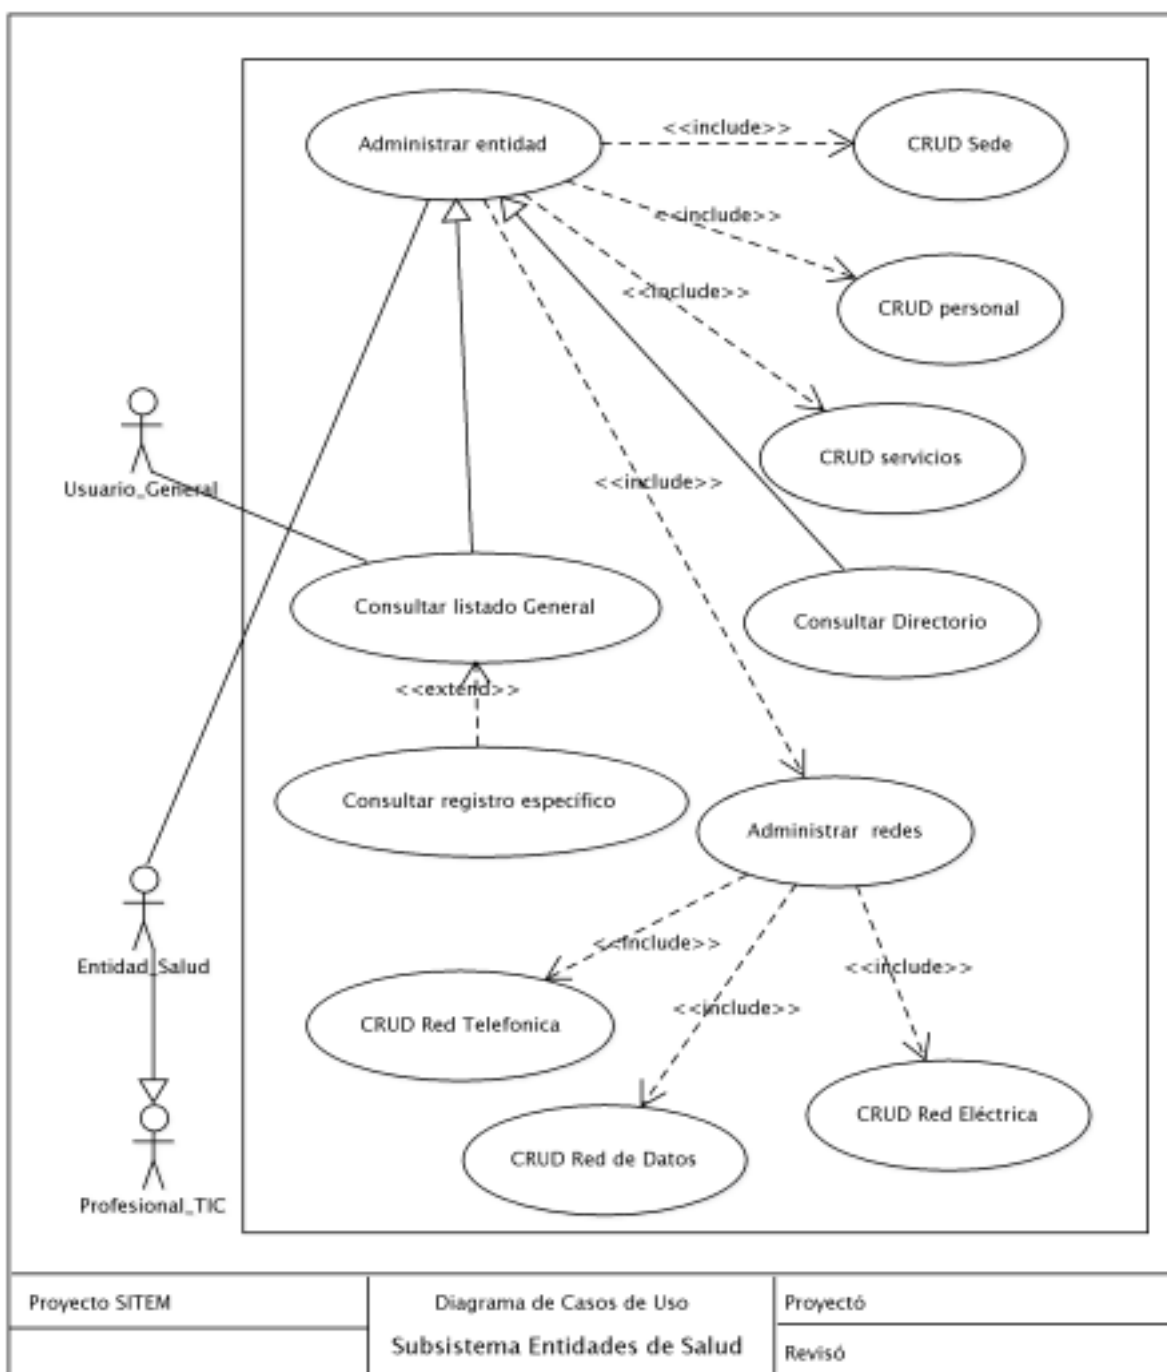 Administrar entidad
<<include>>
CRUD Sede
<<include>>
CRUD personal
<<include>>
CRUD servicios
<<include>>
Usuario_General
Consultar listado General
Consultar Directorio
<<extend>>
Consultar registro específico
Administrar redes
<<include>>
<<include>>
<<include>>
Entidad_Salud
CRUD Red Telefonica
CRUD Red Eléctrica
CRUD Red de Datos
Profesional_TIC
Proyecto SITEM
Diagrama de Casos de Uso
Subsistema Entidades de Salud
Proyectó
Revisó